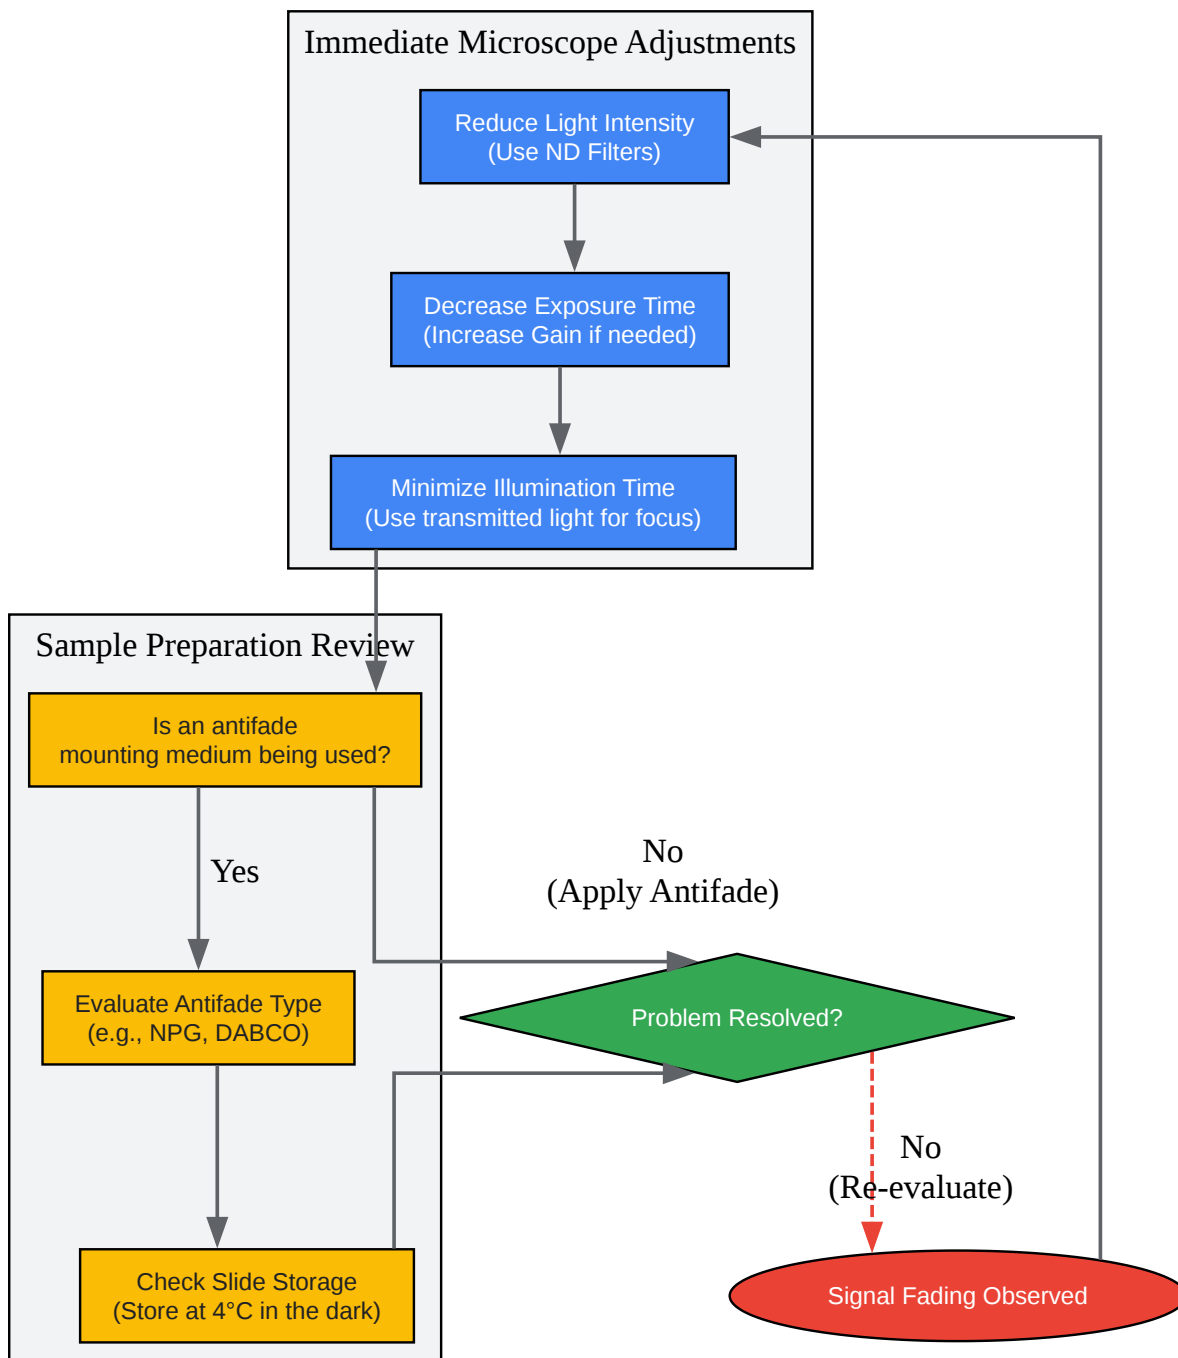 Immediate Microscope Adjustments
Reduce Light Intensity
(Use ND Filters)
Decrease Exposure Time
(Increase Gain if needed)
Minimize Illumination Time
(Use transmitted light for focus)
Sample Preparation Review
Is an antifade
mounting medium being used?
Yes
No
(Apply Antifade)
Evaluate Antifade Type
(e.g., NPG, DABCO)
Problem Resolved?
No
(Re-evaluate)
Check Slide Storage
(Store at 4°C in the dark)
Signal Fading Observed